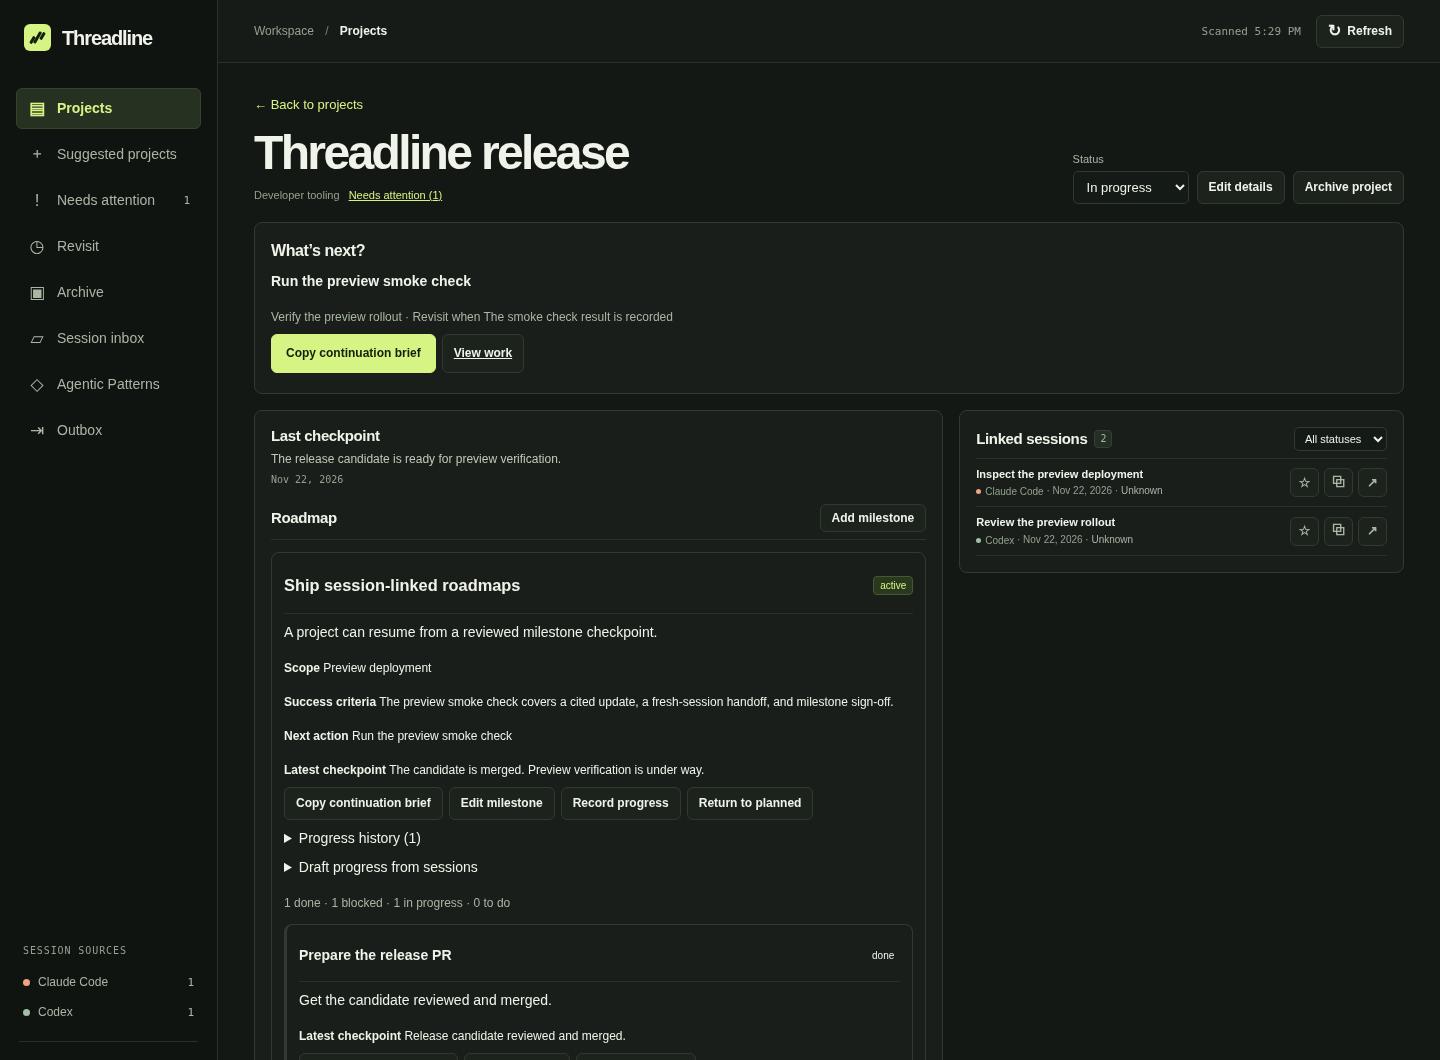 Threadline
Projects
Suggested projects
Needs attention 1
Revisit
Archive
Session inbox
Agentic Patterns
Outbox
SESSION SOURCES
Claude Code 1
Codex 1
Workspace / Projects
Scanned 5:29 PM
Refresh
← Back to projects
Threadline release
Developer tooling Needs attention (1)
Status
In progress
Edit details
Archive project
What’s next?
Run the preview smoke check
Verify the preview rollout · Revisit when The smoke check result is recorded
Copy continuation brief
View work
Last checkpoint
The release candidate is ready for preview verification.
Nov 22, 2026
Roadmap
Add milestone
Ship session-linked roadmaps
active
A project can resume from a reviewed milestone checkpoint.
Scope Preview deployment
Success criteria The preview smoke check covers a cited update, a fresh-session handoff, and milestone sign-off.
Next action Run the preview smoke check
Latest checkpoint The candidate is merged. Preview verification is under way.
Copy continuation brief
Edit milestone
Record progress
Return to planned
Progress history (1)
Draft progress from sessions
1 done · 1 blocked · 1 in progress · 0 to do
Prepare the release PR
done
Get the candidate reviewed and merged.
Latest checkpoint Release candidate reviewed and merged.
Linked sessions 2
All statuses
Inspect the preview deployment
Claude Code · Nov 22, 2026 · Unknown
Review the preview rollout
Codex · Nov 22, 2026 · Unknown